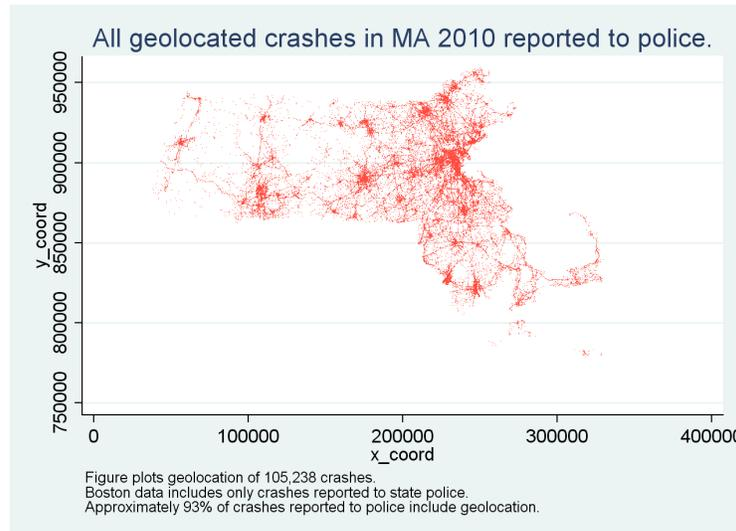 All geolocated crashes in MA 2010 reported to police.
y_coord
950000
900000
850000
800000
750000
0 100000 200000 300000 400000
x_coord
Figure plots geolocation of 105,238 crashes.
Boston data includes only crashes reported to state police.
Approximately 93% of crashes reported to police include geolocation.